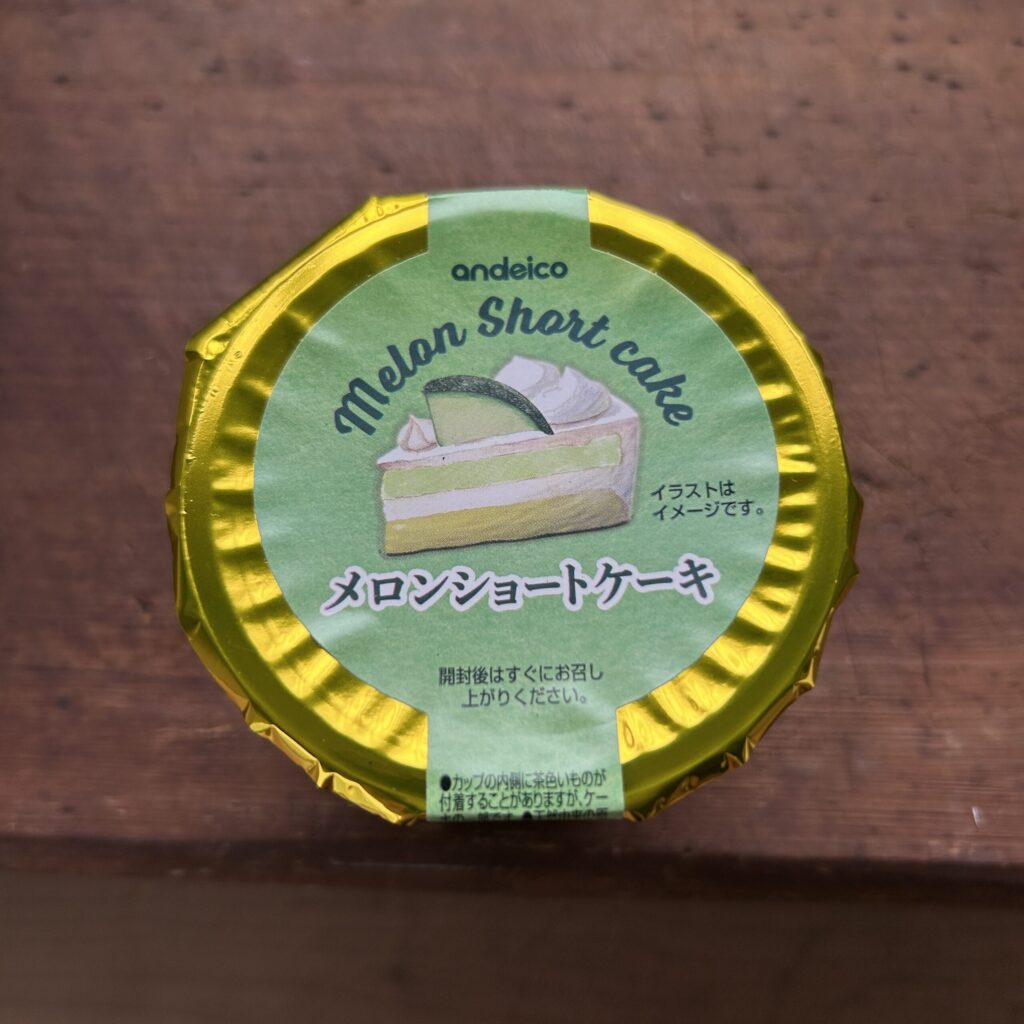 andeico
Melon Short cake
イラストは
イメージです。
メロンショートケーキ
開封後はすぐにお召し
上がりください。
●カップの内側に茶色いものが
付着することがありますが、ケー